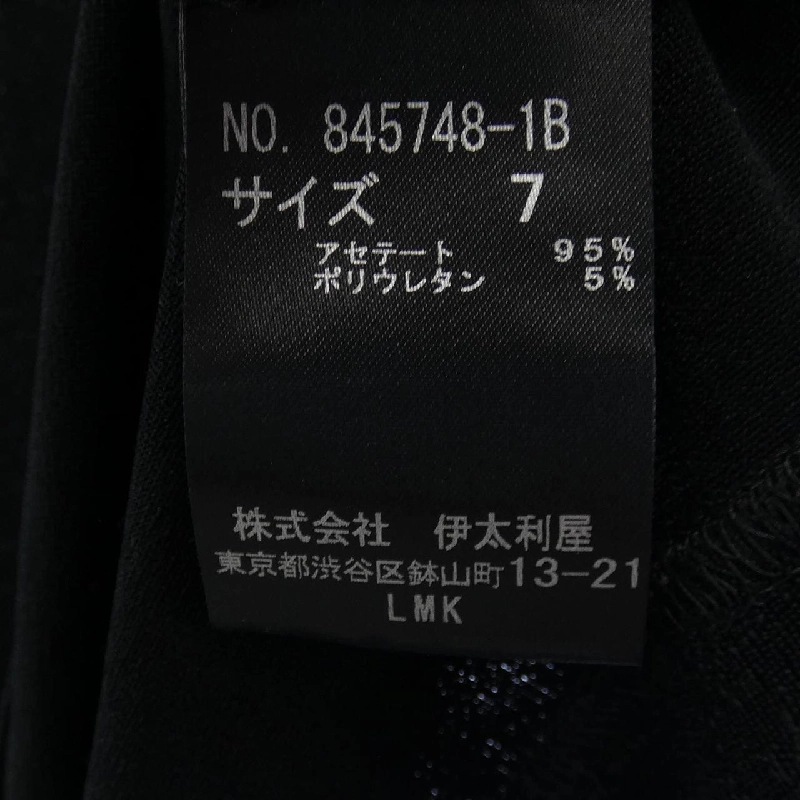 NO. 845748-1B
サイズ 7
アセテート 95%
ポリウレタン 5%
株式会社 伊太利屋
東京都渋谷区鉢山町13-21
LMK